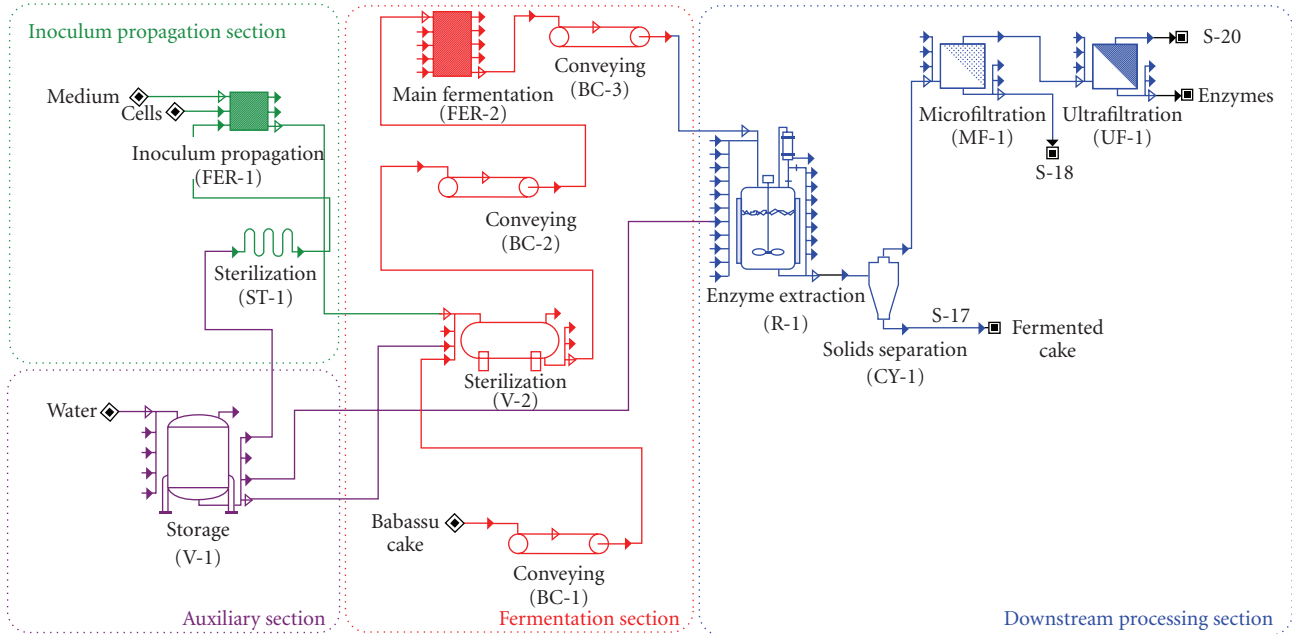 Inoculum propagation section
Medium
Cells
Inoculum propagation
(FER-1)
Sterilization
(ST-1)
Water
Storage
(V-1)
Auxiliary section
Main fermentation
(FER-2)
Conveying
(BC-3)
Conveying
(BC-2)
Sterilization
(V-2)
Babassu
cake
Conveying
(BC-1)
Fermentation section
Enzyme extraction
(R-1)
Solids separation
(CY-1)
S-17
Fermented
cake
Microfiltration
(MF-1)
S-18
Ultrafiltration
(UF-1)
S-20
Enzymes
Downstream processing section